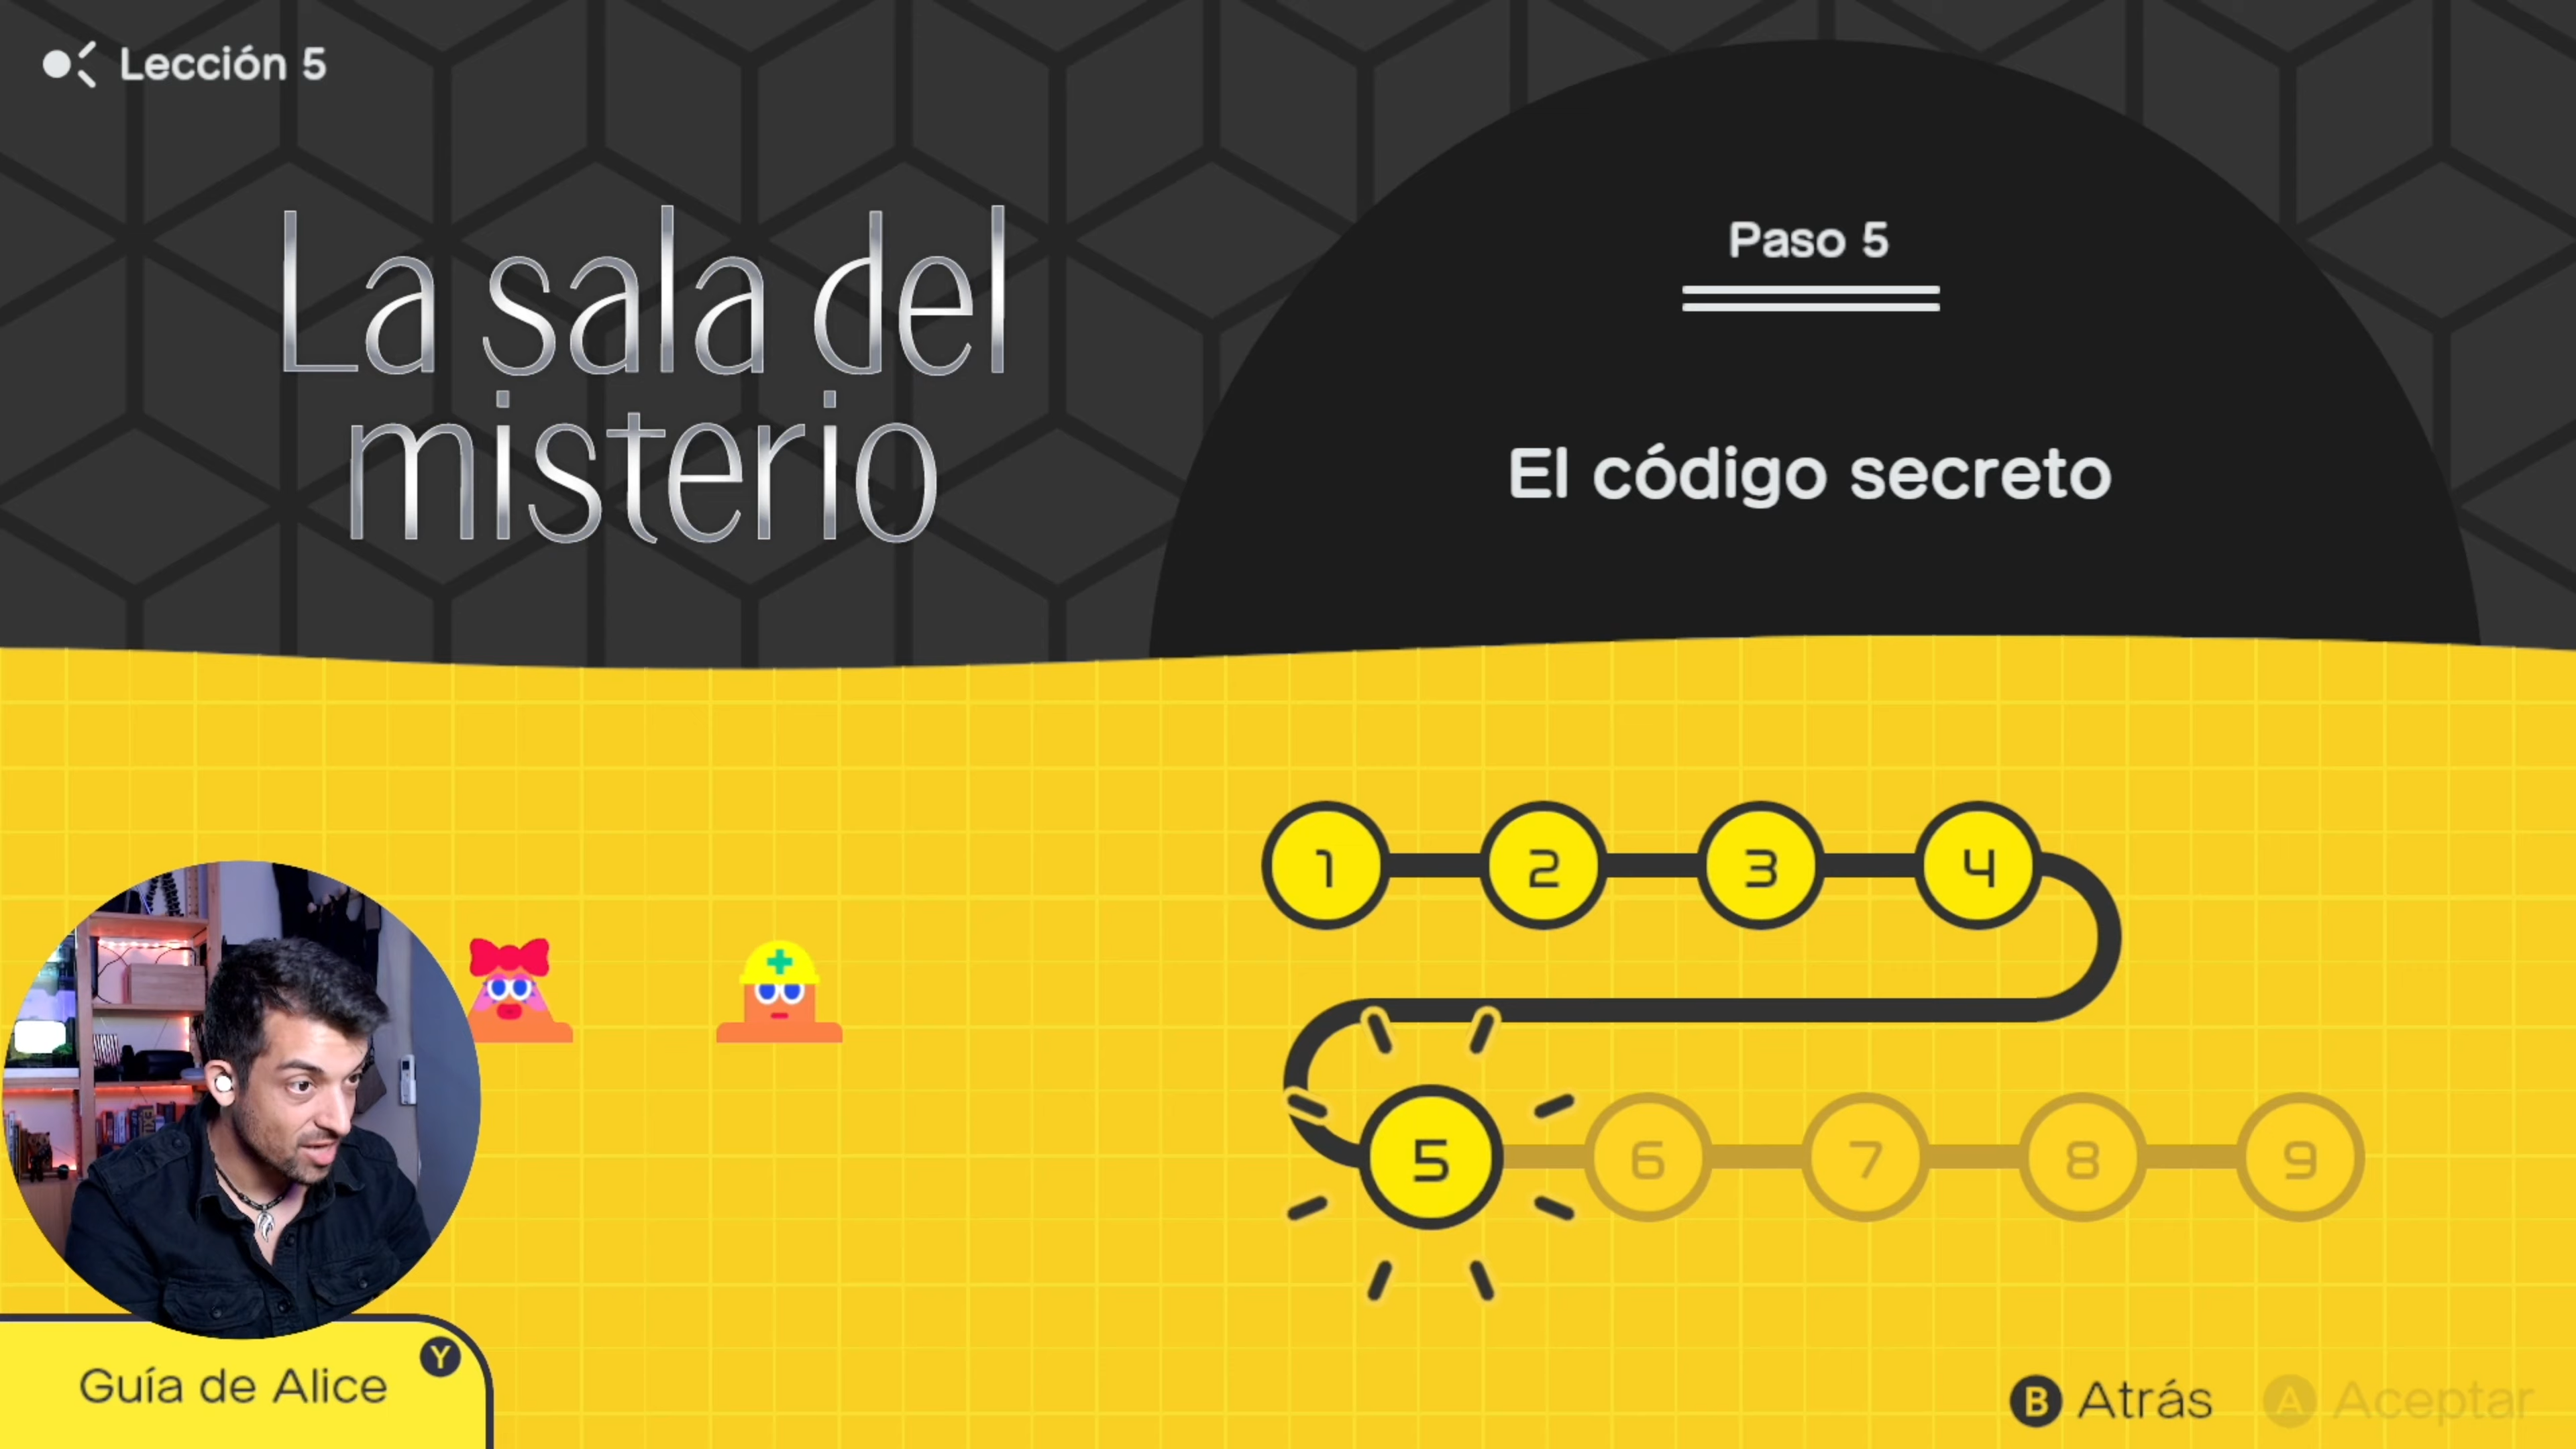 Lección 5
La sala del
misterio
Paso 5
El código secreto
1 2 3 4
5 6 7 8 9
Y
Guía de Alice
B Atrás A Aceptar